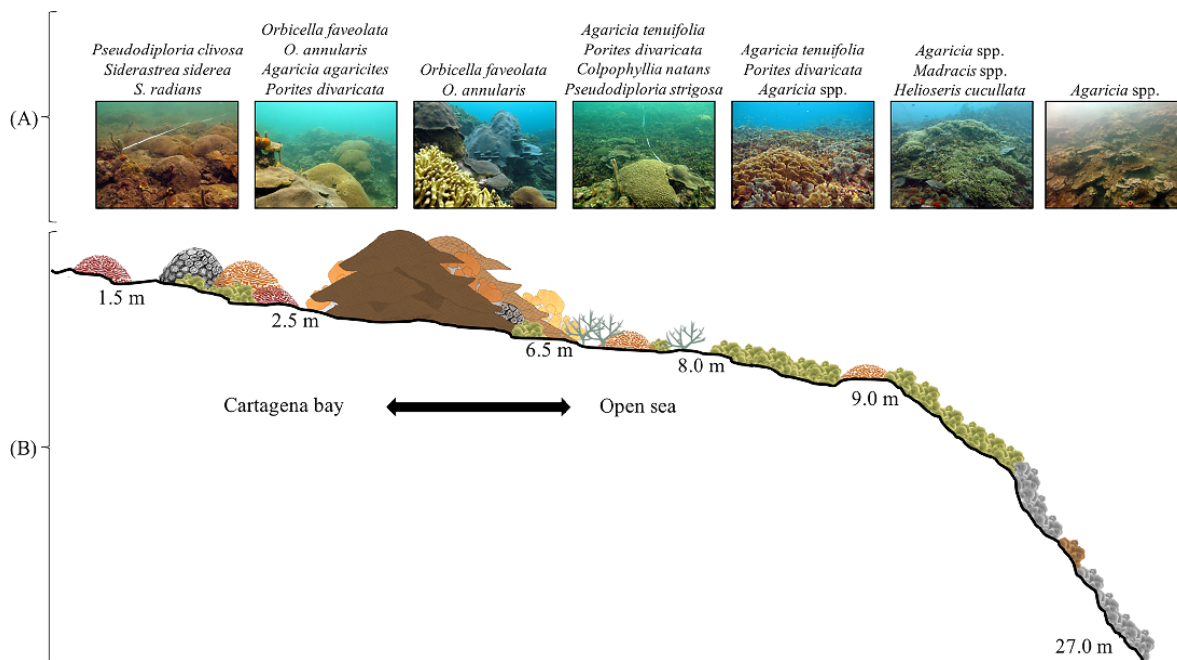 (A)
Pseudodiploria clivosa
Siderastrea siderea
S. radians
Orbicella faveolata
O. annularis
Agaricia agaricites
Porites divaricata
Orbicella faveolata
O. annularis
Agaricia tenuifolia
Porites divaricata
Colpophyllia natans
Pseudodiploria strigosa
Agaricia tenuifolia
Porites divaricata
Agaricia spp.
Agaricia spp.
Madracis spp.
Helioseris cucullata
Agaricia spp.
(B)
1.5 m
2.5 m
6.5 m
8.0 m
9.0 m
Cartagena bay
Open sea
27.0 m